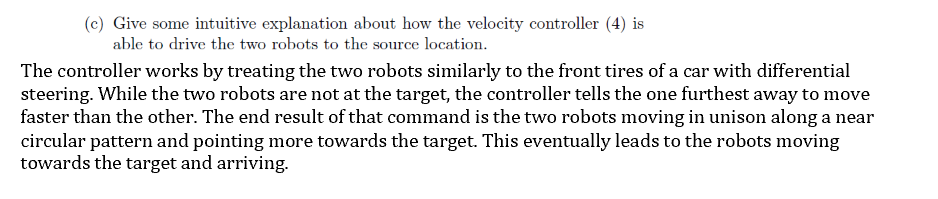 (c) Give some intuitive explanation about how the velocity controller (4) is
able to drive the two robots to the source location.
The controller works by treating the two robots similarly to the front tires of a car with differential
steering. While the two robots are not at the target, the controller tells the one furthest away to move
faster than the other. The end result of that command is the two robots moving in unison along a near
circular pattern and pointing more towards the target. This eventually leads to the robots moving
towards the target and arriving.